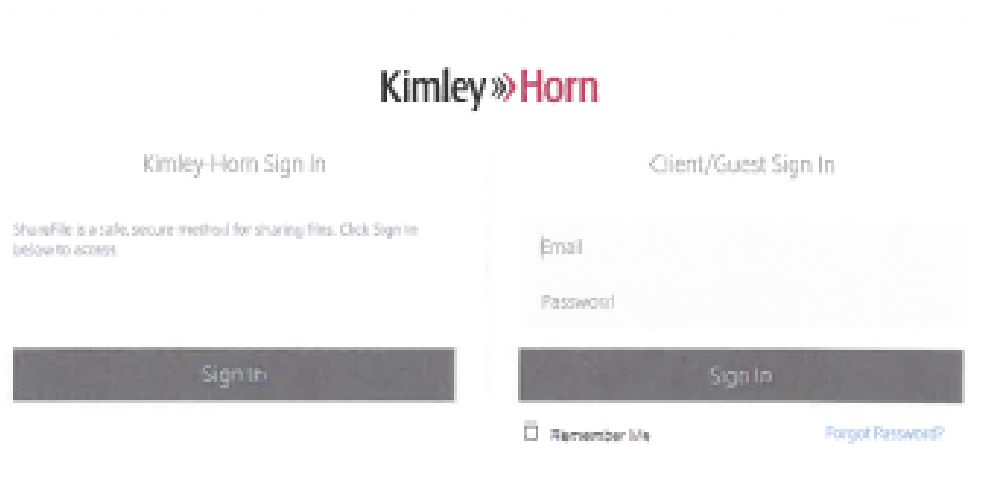 Kimley»Horn
Kimley-Horn Sign In
ShareFile is a safe, secure method for sharing files. Click Sign In
below to access.
Sign In
Client/Guest Sign In
Email
Password
Sign In
Remember Me
Forgot Password?